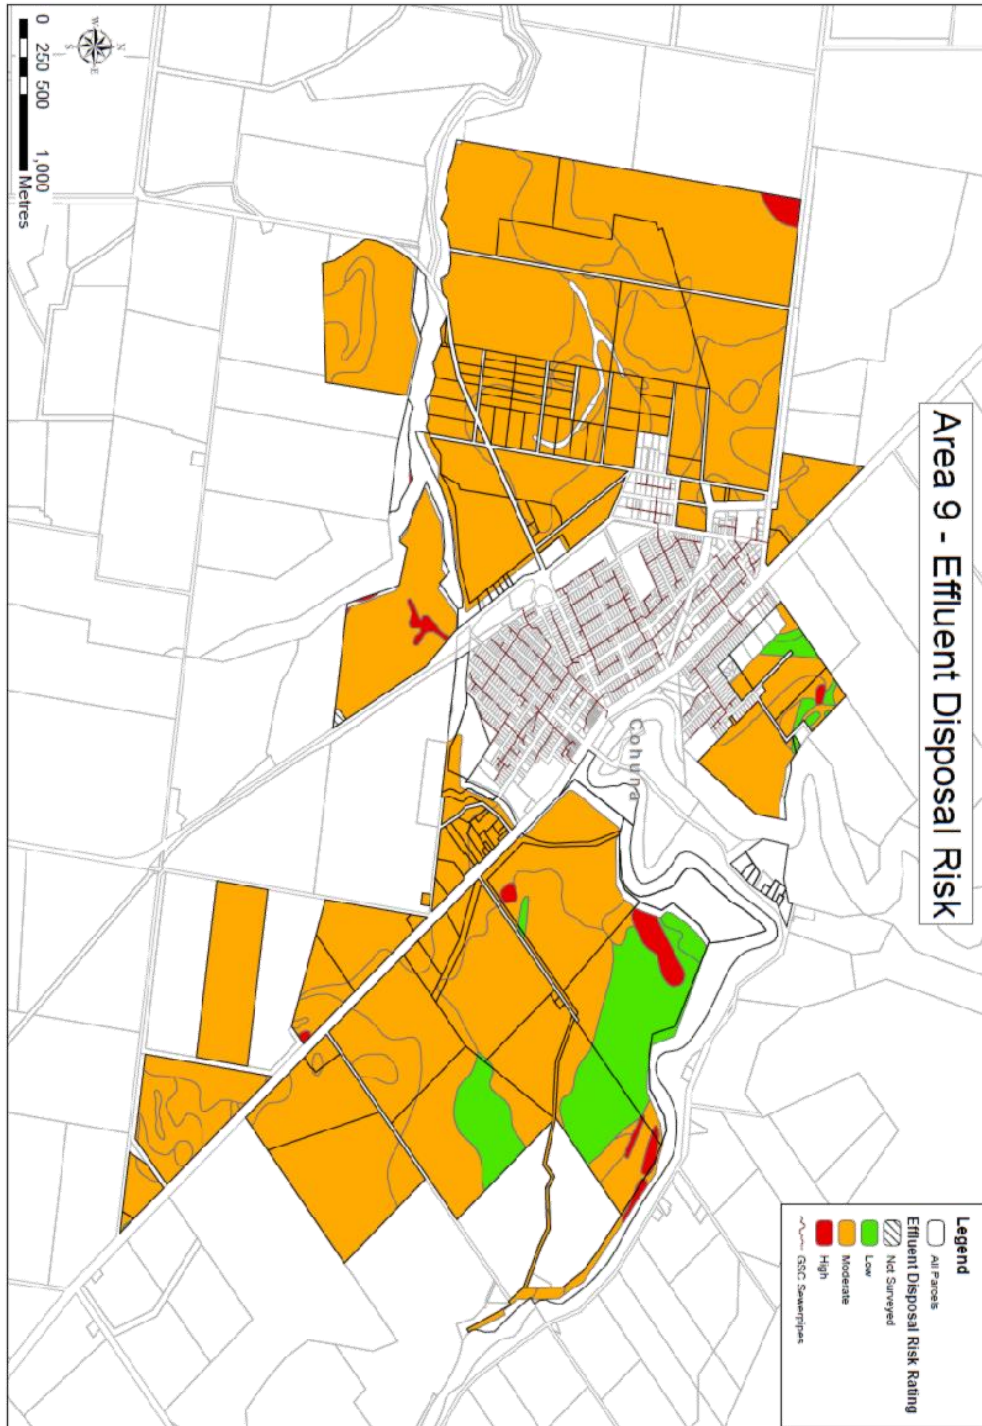 Area 9 - Effluent Disposal Risk
W
N
S
E
0 250 500 1,000
Metres
Cohuna
Legend
All Parcels
Effluent Disposal Risk Rating
Not Surveyed
Low
Moderate
High
GSC Sewerpipes